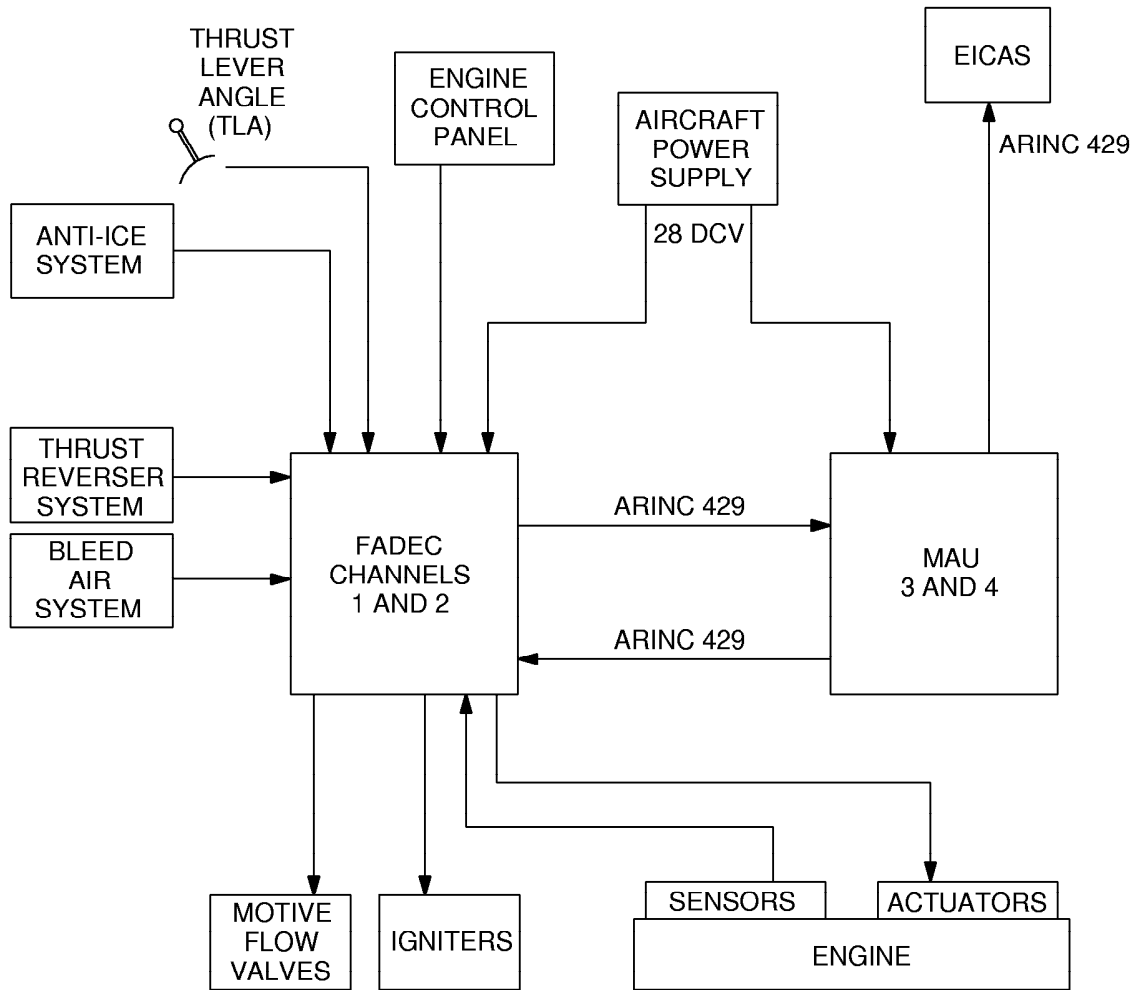 THRUST
LEVER
ANGLE
(TLA)
ENGINE
CONTROL
PANEL
AIRCRAFT
POWER
SUPPLY
EICAS
ARINC 429
28 DCV
ANTI-ICE
SYSTEM
THRUST
REVERSER
SYSTEM
BLEED
AIR
SYSTEM
FADEC
CHANNELS
1 AND 2
ARINC 429
ARINC 429
MAU
3 AND 4
MOTIVE
FLOW
VALVES
IGNITERS
SENSORS
ACTUATORS
ENGINE